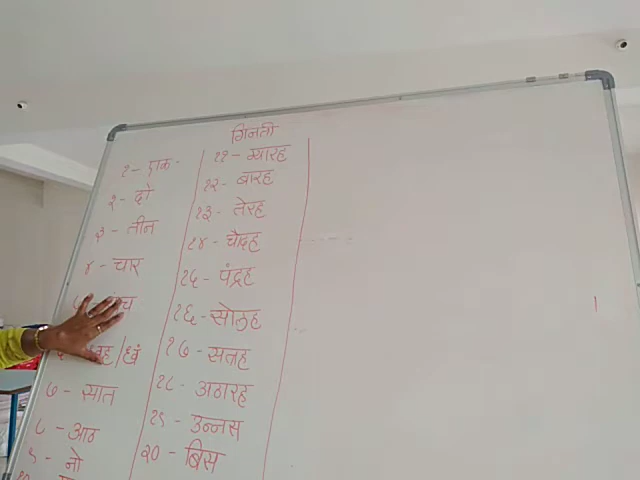 गिनती
१ - एक -
२ - दो
३ - तीन
४ - चार
/छं
७ - सात
८ - आठ
९ - नो
११ - ग्यारह
१२ - बारह
१३ - तेरह
१४ - चौदह
१५ - पंद्रह
१६ - सोळह
१७ - सत्रह
१८ - अठारह
१९ - उन्नस
२० - बिस